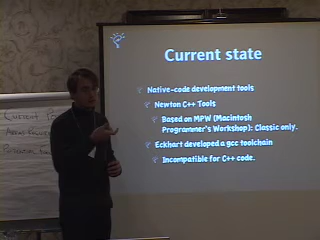 Current state
Native-code development tools
Newton C++ Tools
Based on MPW (Macintosh
Programmer's Workshop): Classic only.
Eckhart developed a gcc toolchain
Incompatible for C++ code.
Current